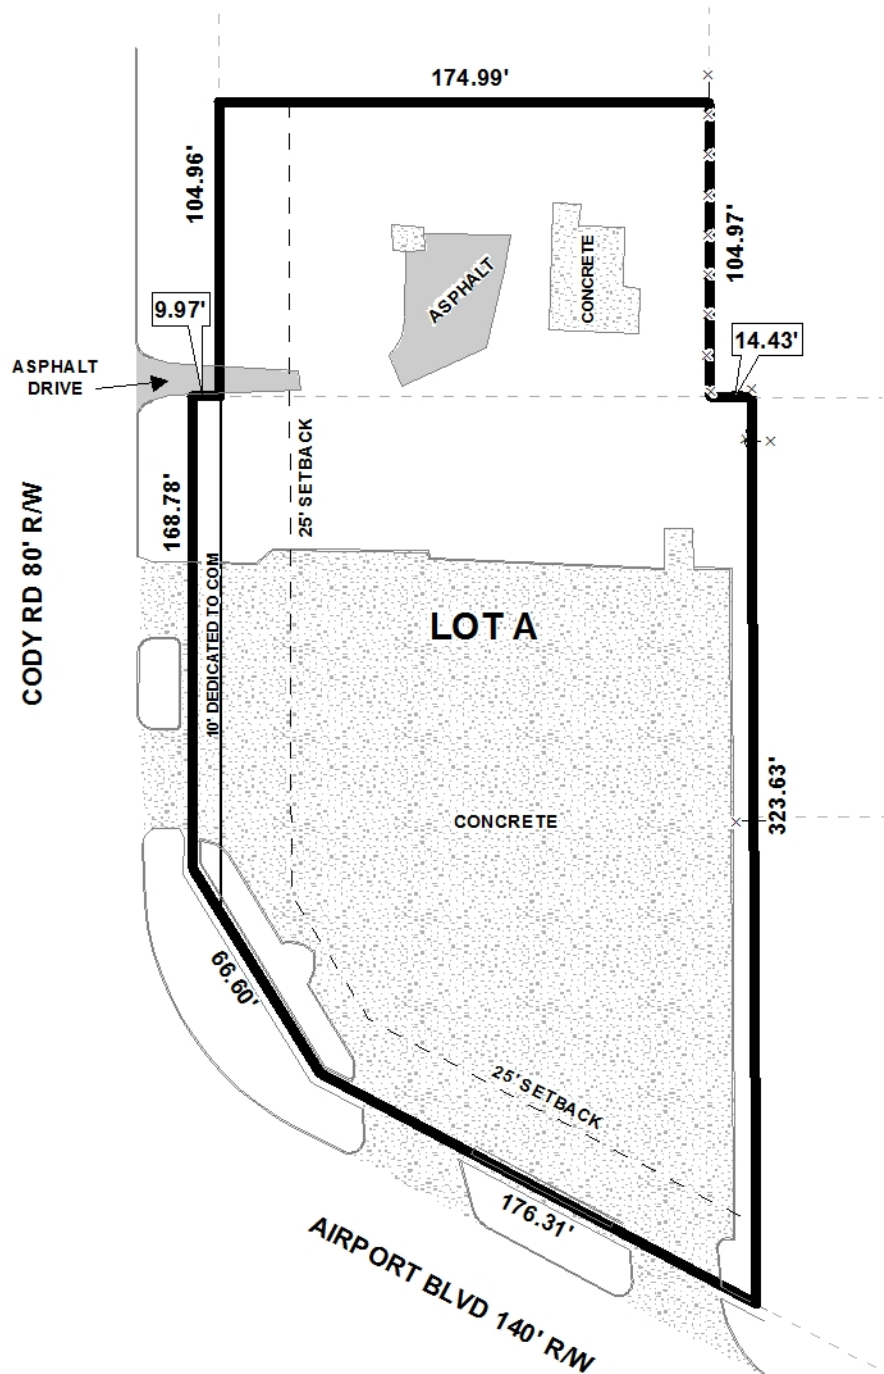 174.99'
104.96'
104.97'
9.97'
14.43'
ASPHALT
CONCRETE
ASPHALT
DRIVE
25' SETBACK
168.78'
CODY RD 80' R/W
10' DEDICATED TO COM
LOT A
323.63'
CONCRETE
66.60'
25' SETBACK
176.31'
AIRPORT BLVD 140' R/W